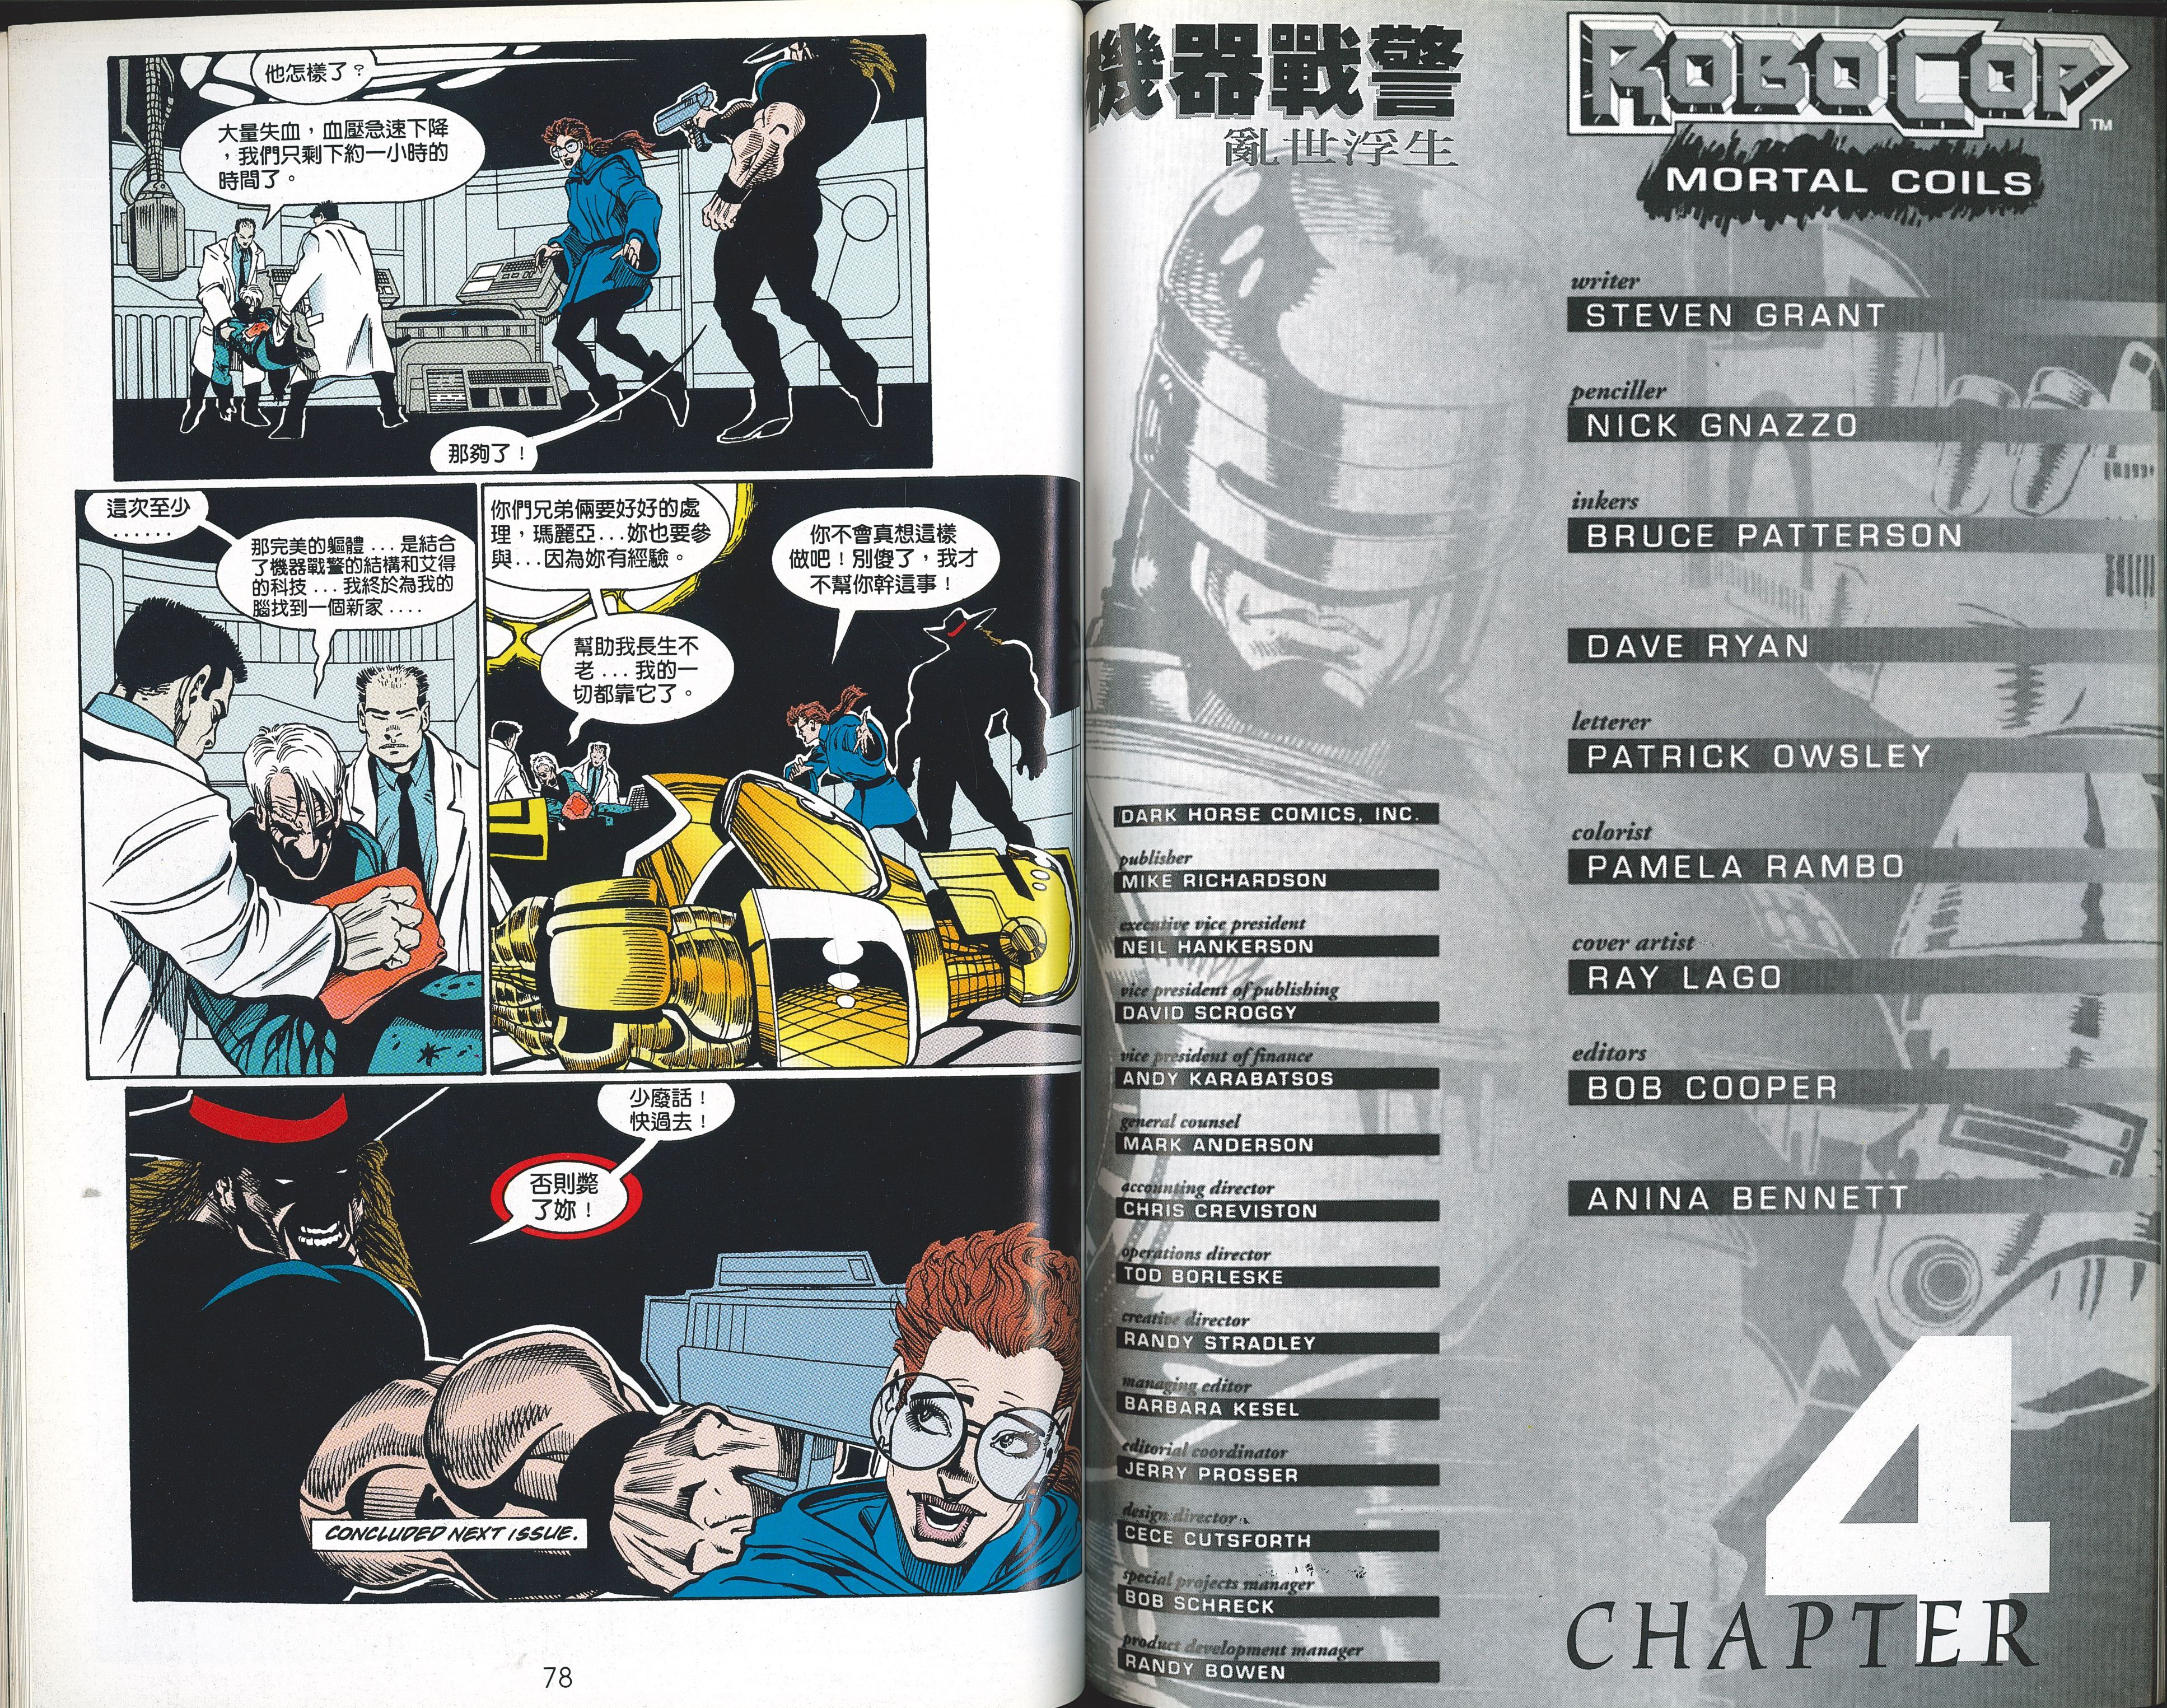 他怎樣了？
大量失血，血壓急速下降
，我們只剩下約一小時的
時間了。
那夠了！
這次至少
......
那完美的軀體...是結合
了機器戰警的結構和艾得
的科技...我終於為我的
腦找到一個新家....
你們兄弟倆要好好的處
理，瑪麗亞...妳也要參
與...因為妳有經驗。
幫助我長生不
老...我的一
切都靠它了。
你不會真想這樣
做吧！別傻了，我才
不幫你幹這事！
少廢話！
快過去！
否則斃
了妳！
CONCLUDED NEXT ISSUE.
78
機器戰警
亂世浮生
ROBOCOP™
MORTAL COILS
writer
STEVEN GRANT
penciller
NICK GNAZZO
inkers
BRUCE PATTERSON
DAVE RYAN
letterer
PATRICK OWSLEY
colorist
PAMELA RAMBO
cover artist
RAY LAGO
editors
BOB COOPER
ANINA BENNETT
DARK HORSE COMICS, INC.
publisher
MIKE RICHARDSON
executive vice president
NEIL HANKERSON
vice president of publishing
DAVID SCROGGY
vice president of finance
ANDY KARABATSOS
general counsel
MARK ANDERSON
accounting director
CHRIS CREVISTON
operations director
TOD BORLESKE
creative director
RANDY STRADLEY
managing editor
BARBARA KESEL
editorial coordinator
JERRY PROSSER
design director
CECE CUTSFORTH
special projects manager
BOB SCHRECK
product development manager
RANDY BOWEN
4
CHAPTER